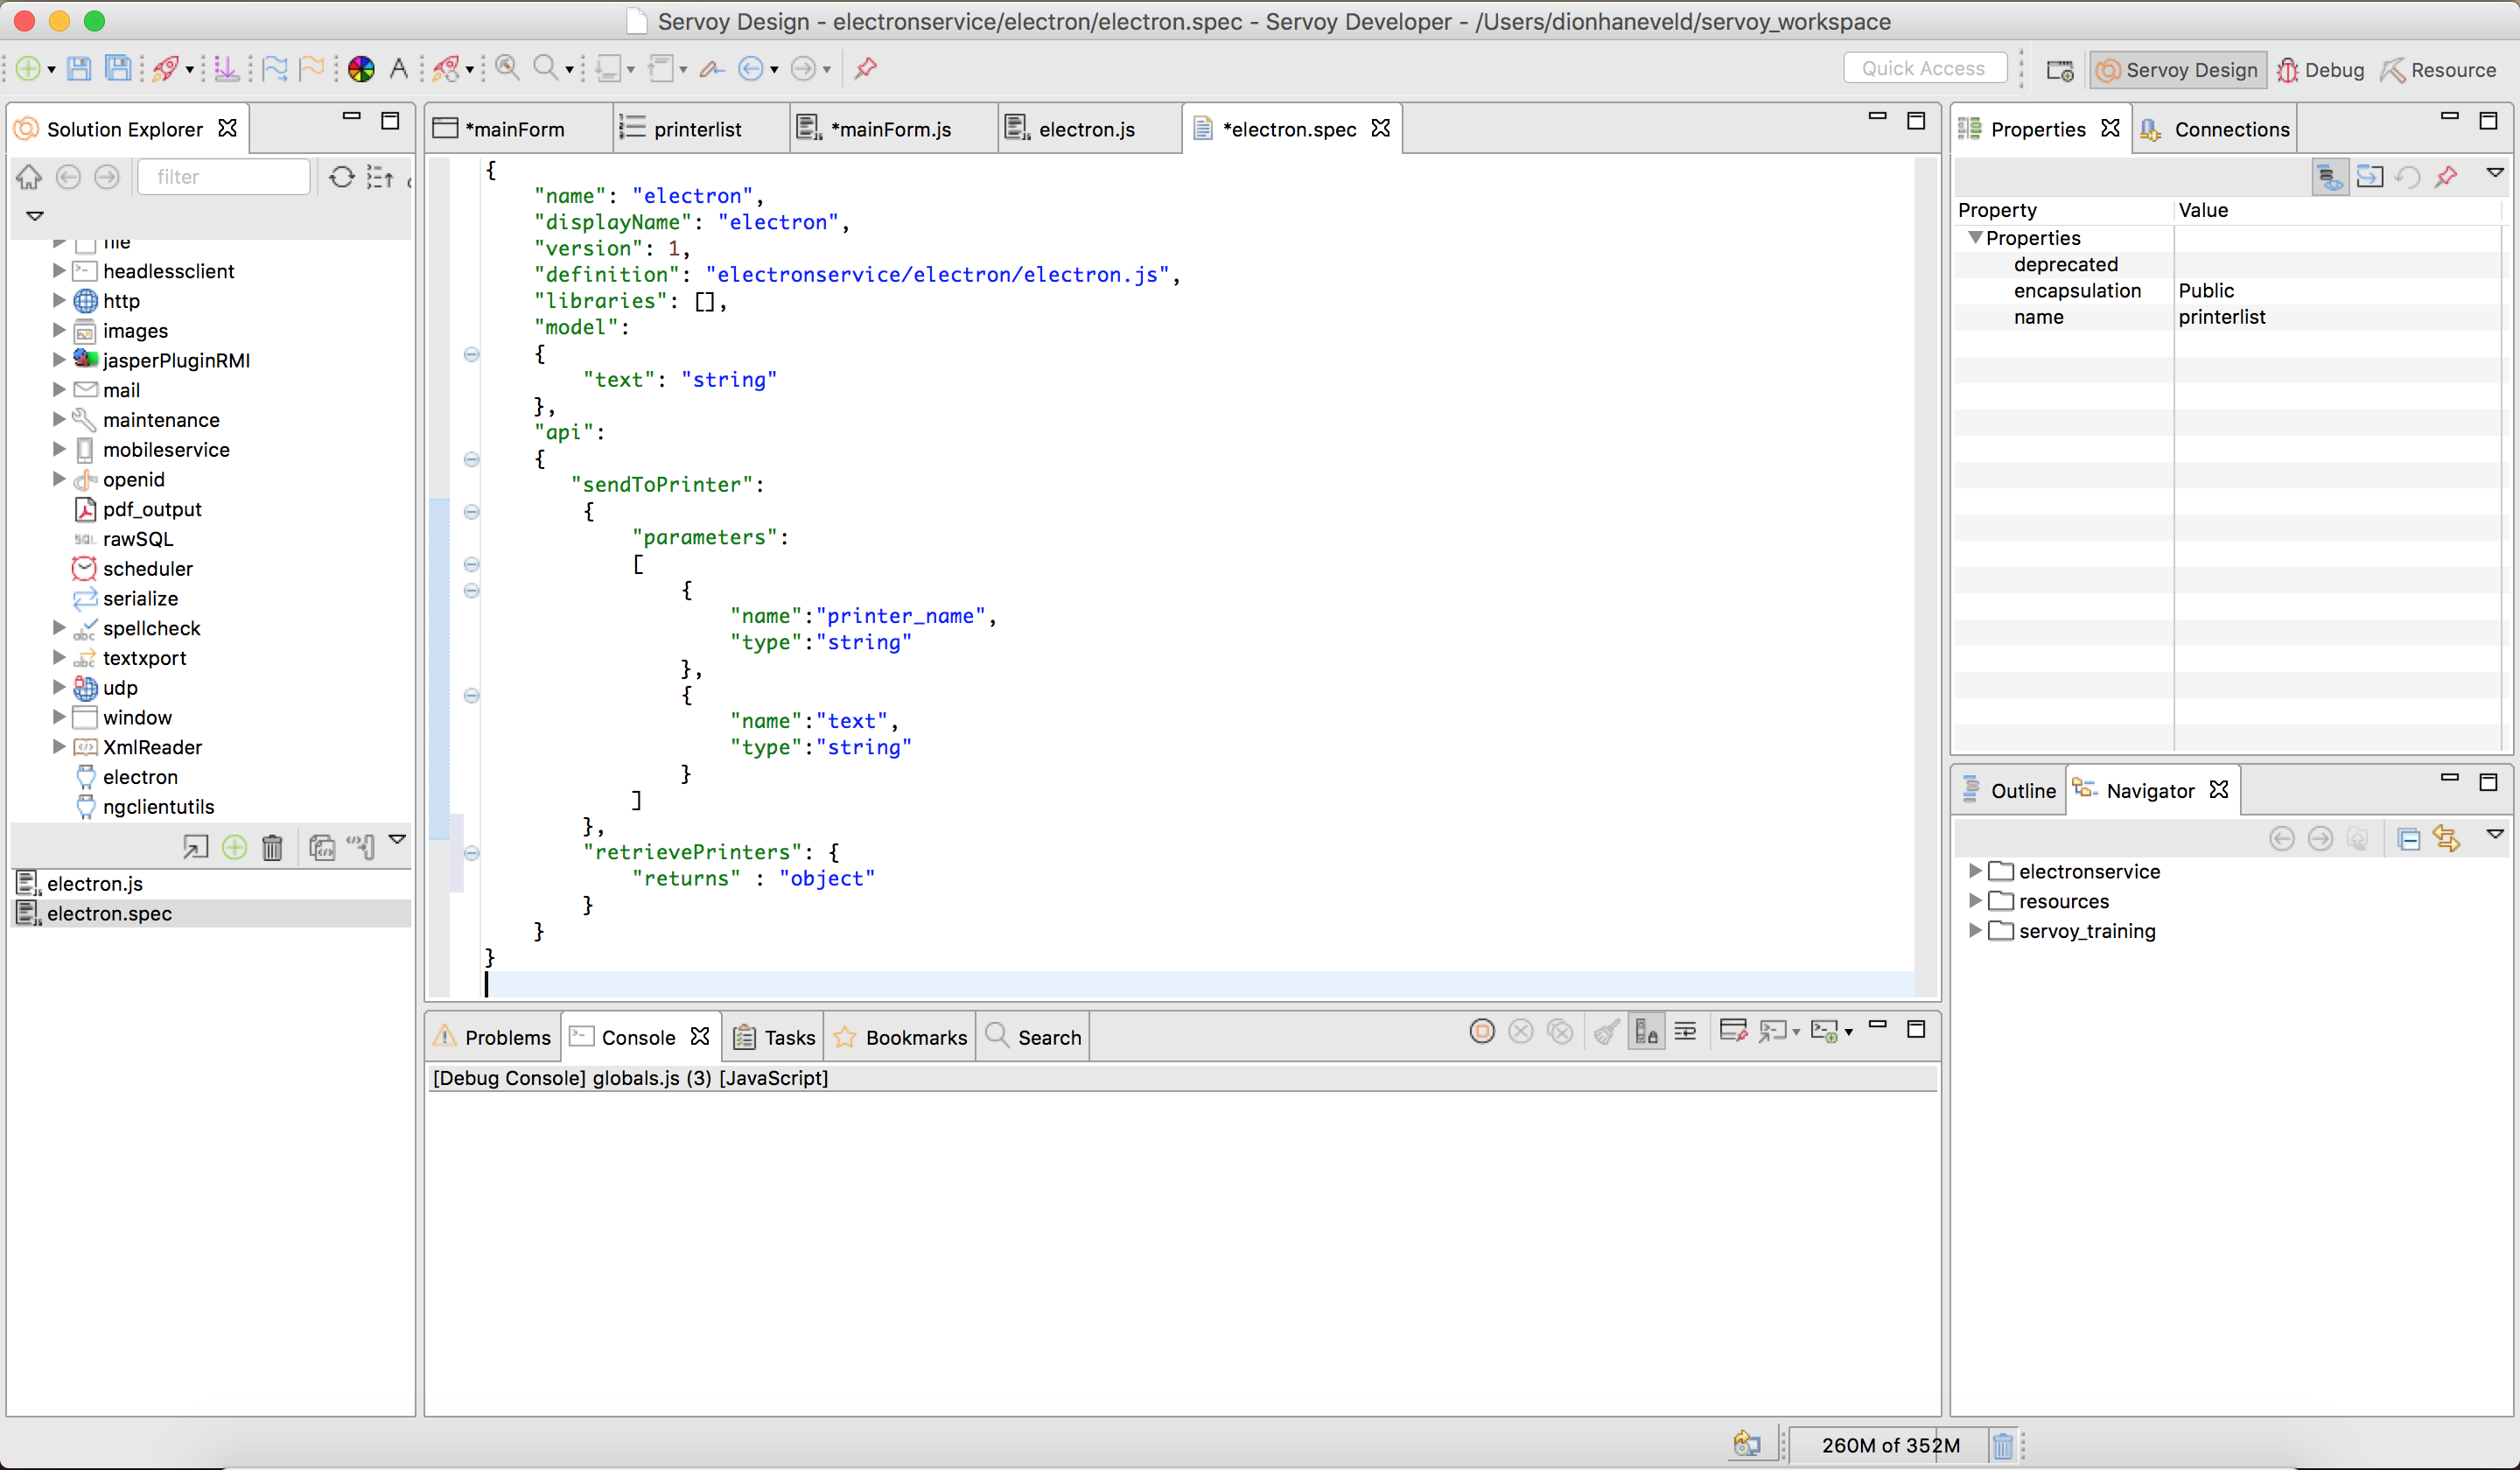 Servoy Design - electronservice/electron/electron.spec - Servoy Developer - /Users/dionhaneveld/servoy_workspace
Quick Access
Servoy Design
Debug
Resource
Solution Explorer
filter
file
headlessclient
http
images
jasperPluginRMI
mail
maintenance
mobileservice
openid
pdf_output
rawSQL
scheduler
serialize
spellcheck
textxport
udp
window
XmlReader
electron
ngclientutils
electron.js
electron.spec
*mainForm
printerlist
*mainForm.js
electron.js
*electron.spec
{
"name": "electron",
"displayName": "electron",
"version": 1,
"definition": "electronservice/electron/electron.js",
"libraries": [],
"model":
{
"text": "string"
},
"api":
{
"sendToPrinter":
{
"parameters":
[
{
"name":"printer_name",
"type":"string"
},
{
"name":"text",
"type":"string"
}
]
},
"retrievePrinters": {
"returns" : "object"
}
}
}
Problems
Console
Tasks
Bookmarks
Search
[Debug Console] globals.js (3) [JavaScript]
Properties
Connections
Property Value
Properties
deprecated
encapsulation Public
name printerlist
Outline
Navigator
electronservice
resources
servoy_training
260M of 352M